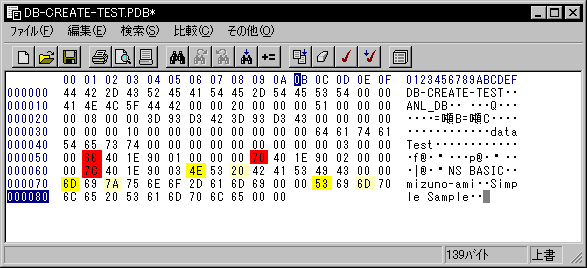 DB-CREATE-TEST.PDB*
ファイル(F) 編集(E) 検索(S) 比較(C) その他(O)
00 01 02 03 04 05 06 07 08 09 0A 0B 0C 0D 0E 0F 0123456789ABCDEF
000000 44 42 2D 43 52 45 41 54 45 2D 54 45 53 54 00 00 DB-CREATE-TEST・・
000010 41 4E 4C 5F 44 42 00 00 00 20 00 00 51 00 00 00 ANL_DB・・・ ・・Q・・・
000020 00 08 00 00 00 3D 93 D3 42 3D 93 D3 43 00 00 00 ・・・・・=唫B=唫C・・・
000030 00 00 00 10 00 00 00 00 00 00 00 00 64 61 74 61 ・・・・・・・・・・・・data
000040 54 65 73 74 00 00 00 00 00 00 00 00 00 00 00 00 Test・・・・・・・・・・・・
000050 00 66 40 1E 90 01 00 00 00 70 40 1E 90 02 00 00 ・f@・・・・・・p@・・・・・
000060 00 7C 40 1E 90 03 4E 53 20 42 41 53 49 43 00 00 ・|@・・・NS BASIC・・
000070 6D 69 7A 75 6E 6F 2D 61 6D 69 00 00 53 69 6D 70 mizuno-ami・・Simp
000080 6C 65 20 53 61 6D 70 6C 65 00 00 le Sample・・
139バイト 上書